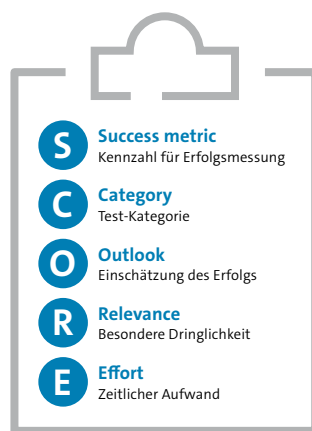 S
Success metric
Kennzahl für Erfolgsmessung
C
Category
Test-Kategorie
O
Outlook
Einschätzung des Erfolgs
R
Relevance
Besondere Dringlichkeit
E
Effort
Zeitlicher Aufwand